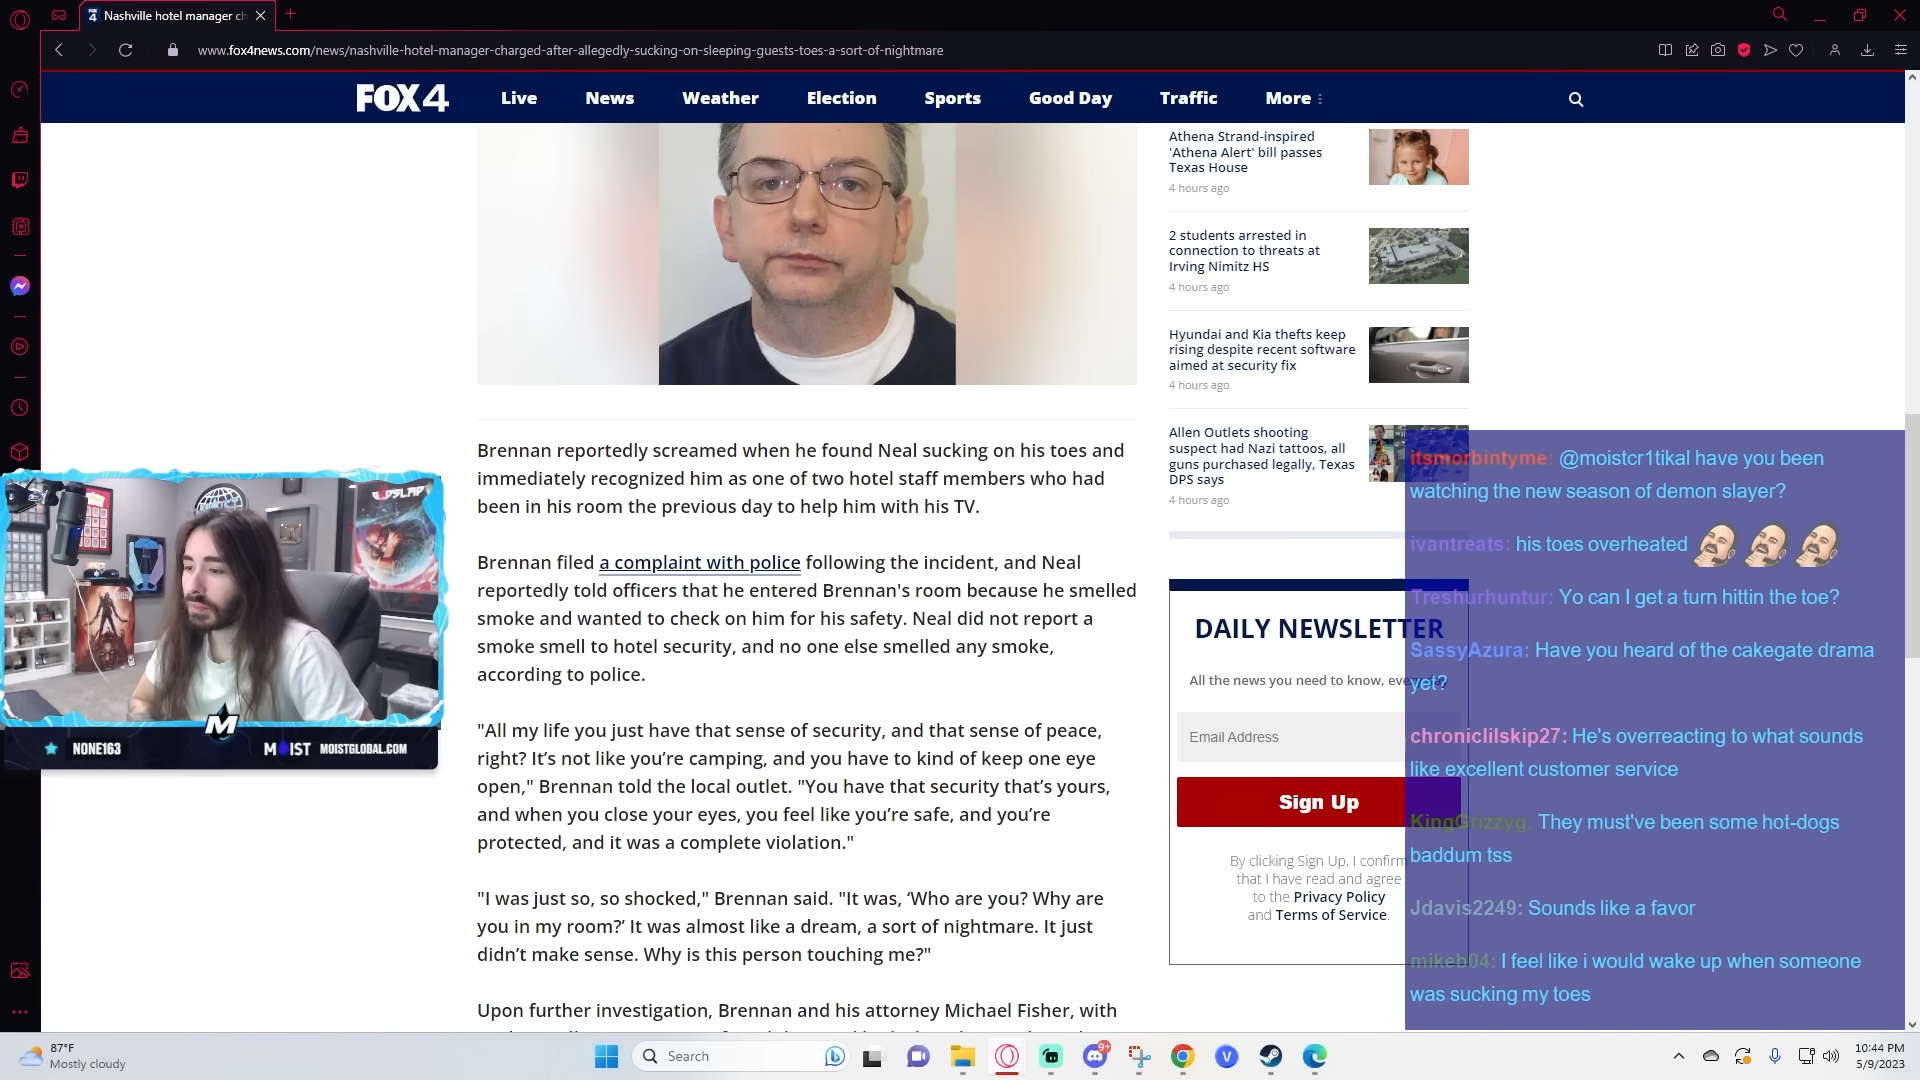 Nashville hotel manager ch
www.fox4news.com/news/nashville-hotel-manager-charged-after-allegedly-sucking-on-sleeping-guests-toes-a-sort-of-nightmare
FOX 4
Live
News
Weather
Election
Sports
Good Day
Traffic
More
Brennan reportedly screamed when he found Neal sucking on his toes and
immediately recognized him as one of two hotel staff members who had
been in his room the previous day to help him with his TV.
Brennan filed a complaint with police following the incident, and Neal
reportedly told officers that he entered Brennan's room because he smelled
smoke and wanted to check on him for his safety. Neal did not report a
smoke smell to hotel security, and no one else smelled any smoke,
according to police.
"All my life you just have that sense of security, and that sense of peace,
right? It’s not like you’re camping, and you have to kind of keep one eye
open," Brennan told the local outlet. "You have that security that’s yours,
and when you close your eyes, you feel like you’re safe, and you’re
protected, and it was a complete violation."
"I was just so, so shocked," Brennan said. "It was, ‘Who are you? Why are
you in my room?’ It was almost like a dream, a sort of nightmare. It just
didn’t make sense. Why is this person touching me?"
Upon further investigation, Brennan and his attorney Michael Fisher, with
Athena Strand-inspired
'Athena Alert' bill passes
Texas House
4 hours ago
2 students arrested in
connection to threats at
Irving Nimitz HS
4 hours ago
Hyundai and Kia thefts keep
rising despite recent software
aimed at security fix
4 hours ago
Allen Outlets shooting
suspect had Nazi tattoos, all
guns purchased legally, Texas
DPS says
4 hours ago
DAILY NEWSLETTER
All the news you need to know,
Email Address
Sign Up
By clicking Sign Up, I confirm
that I have read and agree
to the Privacy Policy
and Terms of Service.
itsmorbintyme: @moistcr1tikal have you been
watching the new season of demon slayer?
ivantreats: his toes overheated
Treshurhuntur: Yo can I get a turn hittin the toe?
SassyAzura: Have you heard of the cakegate drama
yet?
chroniclilskip27: He's overreacting to what sounds
like excellent customer service
KingGrizzyg: They must've been some hot-dogs
baddum tss
Jdavis2249: Sounds like a favor
mikeb04: I feel like i would wake up when someone
was sucking my toes
NONE163
M
MOIST
MOISTGLOBAL.COM
87°F
Mostly cloudy
Search
9+
V
10:44 PM
5/9/2023